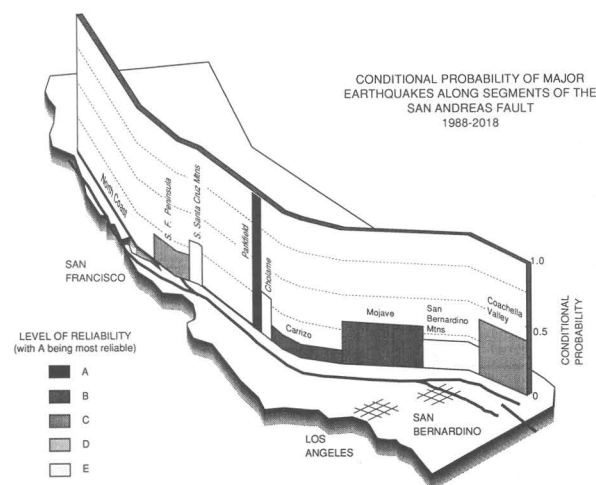 CONDITIONAL PROBABILITY OF MAJOR
EARTHQUAKES ALONG SEGMENTS OF THE
SAN ANDREAS FAULT
1988-2018
North Coast
S. F. Peninsula
S. Santa Cruz Mtns
Parkfield
Cholame
Carrizo
Mojave
San
Bernardino
Mtns
Coachella
Valley
1.0
0.5
0
CONDITIONAL
PROBABILITY
SAN
FRANCISCO
LOS
ANGELES
SAN
BERNARDINO
LEVEL OF RELIABILITY
(with A being most reliable)
A
B
C
D
E